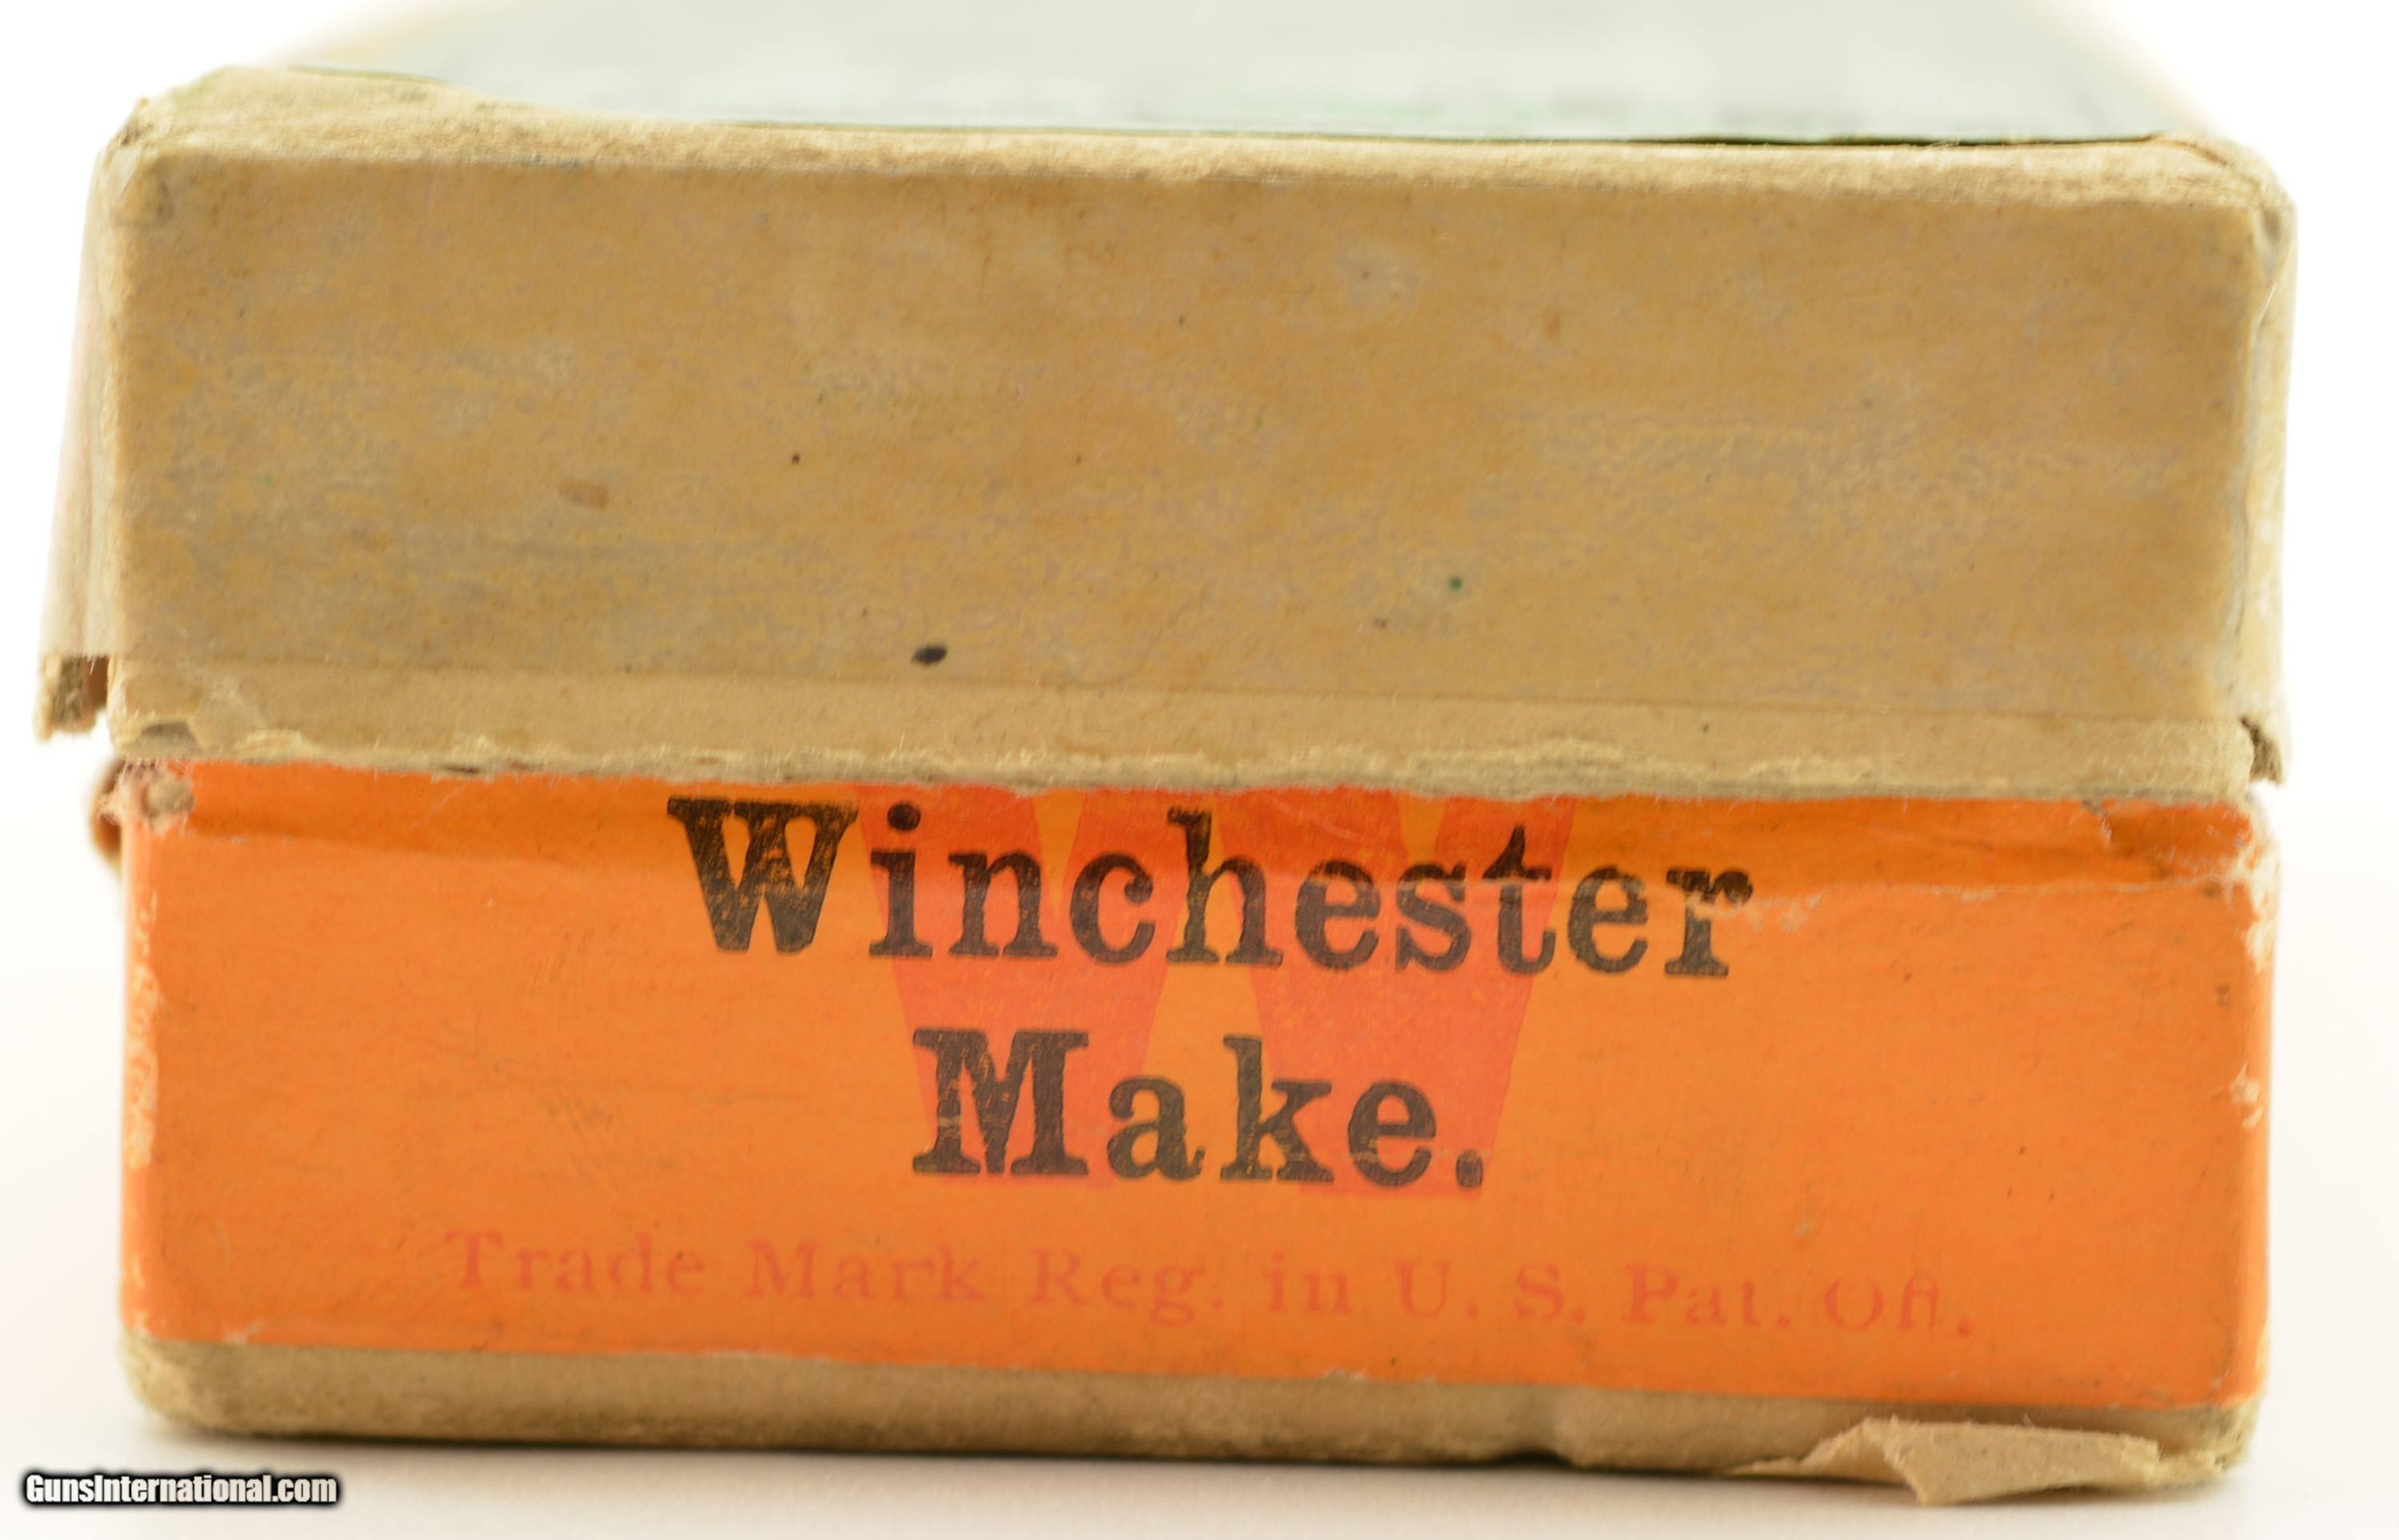 Winchester
Make.
Trade Mark Reg. in U. S. Pat. Off.
GunsInternational.com